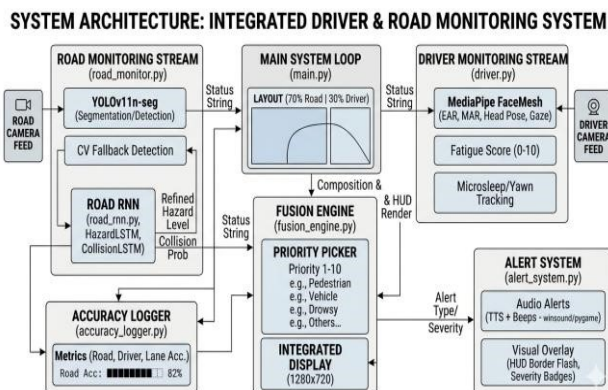 SYSTEM ARCHITECTURE: INTEGRATED DRIVER & ROAD MONITORING SYSTEM
ROAD MONITORING STREAM
(road_monitor.py)
ROAD
CAMERA
FEED
YOLOv11n-seg
(Segmentation/Detection)
CV Fallback Detection
ROAD RNN
(road_rnn.py,
HazardLSTM,
CollisionLSTM)
Refined
Hazard
Level
Collision
Prob
Status
String
MAIN SYSTEM LOOP
(main.py)
LAYOUT (70% Road | 30% Driver)
Status
String
DRIVER MONITORING STREAM
(driver.py)
MediaPipe FaceMesh
(EAR, MAR, Head Pose, Gaze)
Fatigue Score (0-10)
Microsleep/Yawn
Tracking
DRIVER
CAMERA
FEED
Composition &
& HUD
Render
Status
String
FUSION ENGINE
(fusion_engine.py)
PRIORITY PICKER
Priority 1-10
e.g., Pedestrian
e.g., Vehicle
e.g., Drowsy
e.g., Others...
INTEGRATED
DISPLAY
(1280x720)
Alert
Type/
Severity
ALERT SYSTEM
(alert_system.py)
Audio Alerts
(TTS + Beeps - winsound/pygame)
Visual Overlay
(HUD Border Flash,
Severity Badges)
ACCURACY LOGGER
(accuracy_logger.py)
Metrics (Road, Driver, Lane Acc.)
Road Acc: 82%